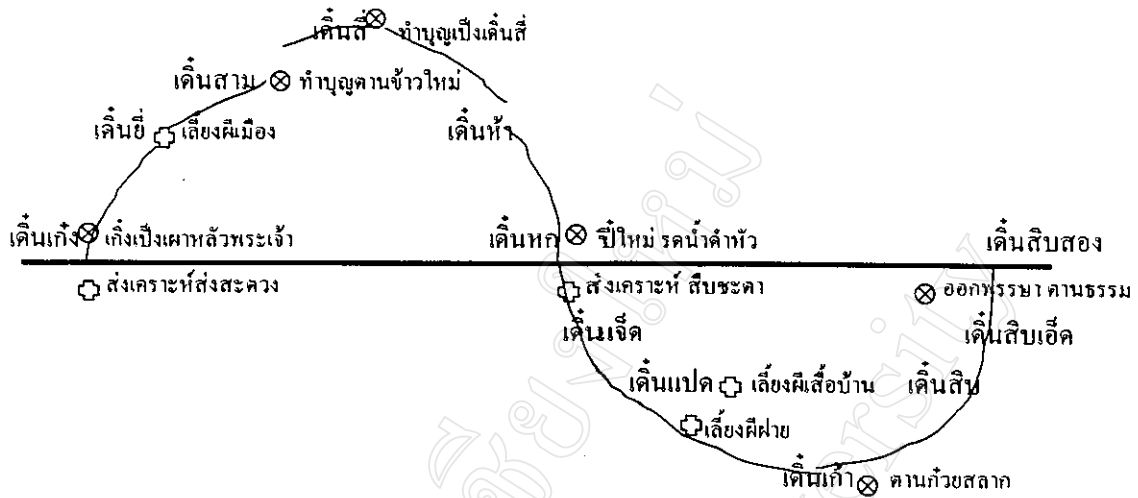 เดิ๋นสี่ ทำบุญเป็งเดิ๋นสี่
เดิ๋นสาม ทำบุญตานข้าวใหม่
เดิ๋นยี่ เลี้ยงผีเมือง
เดิ๋นห้า
เดิ๋นเก๋ง เกิ๋งเป็งเผาหลัวพระเจ้า
เดิ๋นหก ปี๋ใหม่ รดน้ำดำหัว
เดิ๋นสิบสอง
ส่งเคราะห์ส่งสะตวง
ส่งเคราะห์ สืบชะตา
ออกพรรษา ตานธรรม
เดิ๋นเจ็ด
เดิ๋นสิบเอ็ด
เดิ๋นแปด เลี้ยงผีเสื้อบ้าน
เดิ๋นสิบ
เลี้ยงผีฝาย
เดิ๋นเก้า ตานก๋วยสลาก